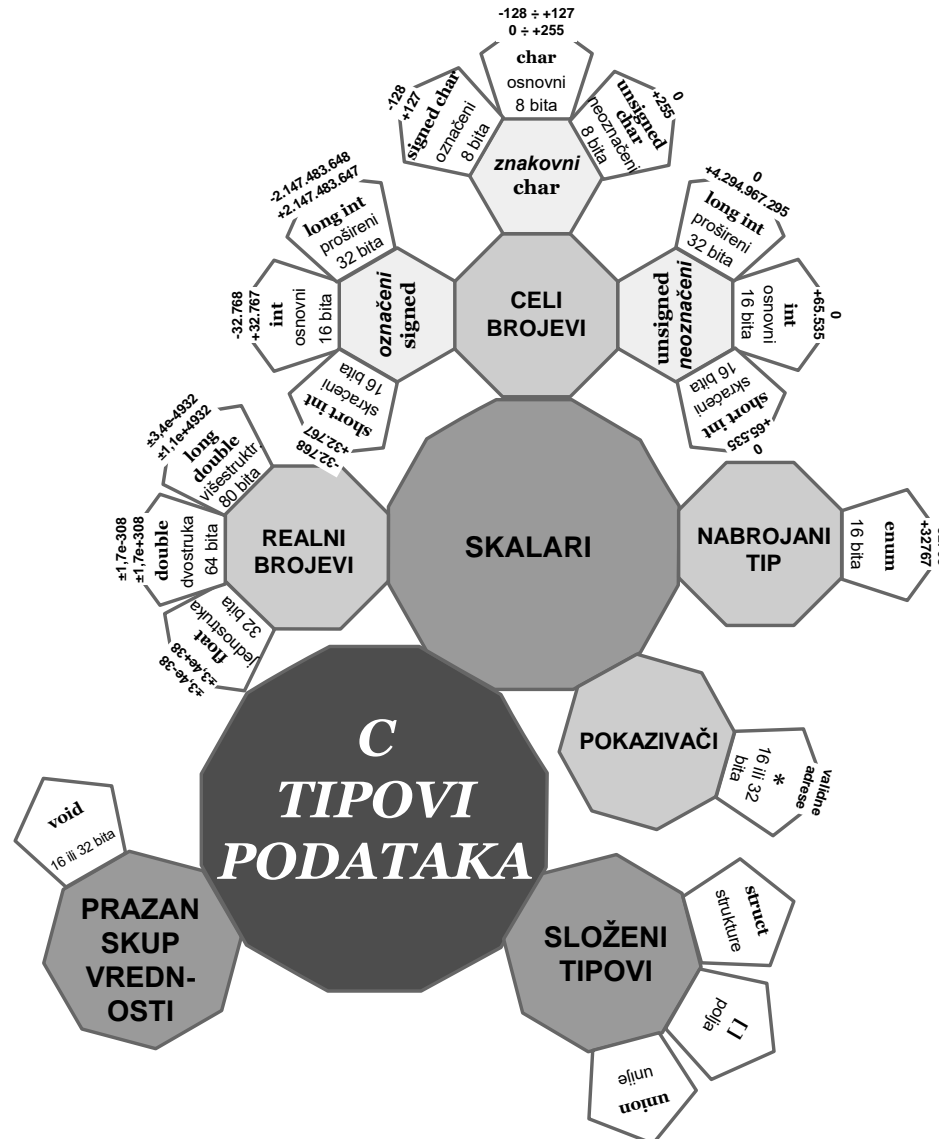 -128 ÷ +127
0 ÷ +255
char
osnovni
8 bita
-128
+127
signed char
označeni
8 bita
0
+255
unsigned
char
neoznačeni
8 bita
znakovni
char
-2.147.483.648
+2.147.483.647
long int
prošireni
32 bita
-32.768
+32.767
int
osnovni
16 bita
označeni
signed
short int
skraćeni
16 bita
-32.768
+32.767
CELI
BROJEVI
0
+4.294.967.295
long int
prošireni
32 bita
unsigned
neoznačeni
0
+65.535
int
osnovni
16 bita
short int
skraćeni
16 bita
0
+65.535
±3,4e-4932
±1,1e+4932
long
double
višestruktr.
80 bita
±1,7e-308
±1,7e+308
double
dvostruka
64 bita
float
jednostruka
32 bita
±3,4e-38
±3,4e+38
REALNI
BROJEVI
SKALARI
NABROJANI
TIP
enum
16 bita
+32767
POKAZIVAČI
*
16 ili 32
bita
validne
adrese
C
TIPOVI
PODATAKA
void
16 ili 32 bita
PRAZAN
SKUP
VREDN-
OSTI
SLOŽENI
TIPOVI
struct
strukture
[ ]
polja
union
unije